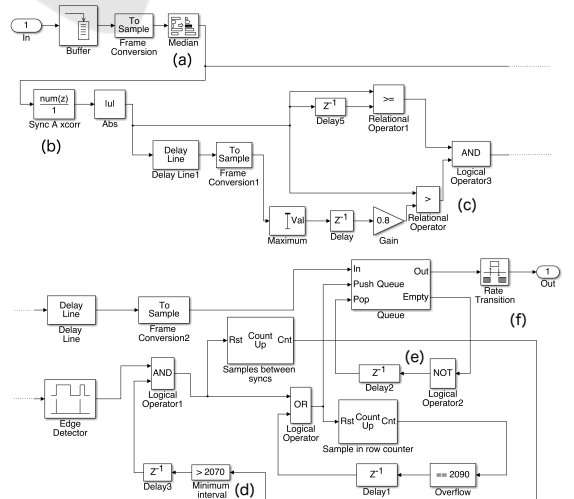 1
In
Buffer
To
Sample
Frame
Conversion
Median
(a)
num(z)
1
Sync A xcorr
(b)
|u|
Abs
Delay
Line
Delay Line1
To
Sample
Frame
Conversion1
Z-1
Delay5
>=
Relational
Operator1
AND
Logical
Operator3
Val
Maximum
Z-1
Delay
0.8
Gain
>
Relational
Operator
(c)
Delay
Line
Delay
Line
To
Sample
Frame
Conversion2
In
Push
Pop
Queue
Out
Empty
Queue
Rate
Transition
1
Out
(f)
Edge
Detector
AND
Logical
Operator1
Rst
Count
Up
Cnt
Samples between
syncs
Z-1
Delay2
(e)
NOT
Logical
Operator2
OR
Logical
Operator
Rst
Count
Up
Cnt
Sample in row counter
Z-1
Delay3
> 2070
Minimum
interval
(d)
Z-1
Delay1
== 2090
Overflow